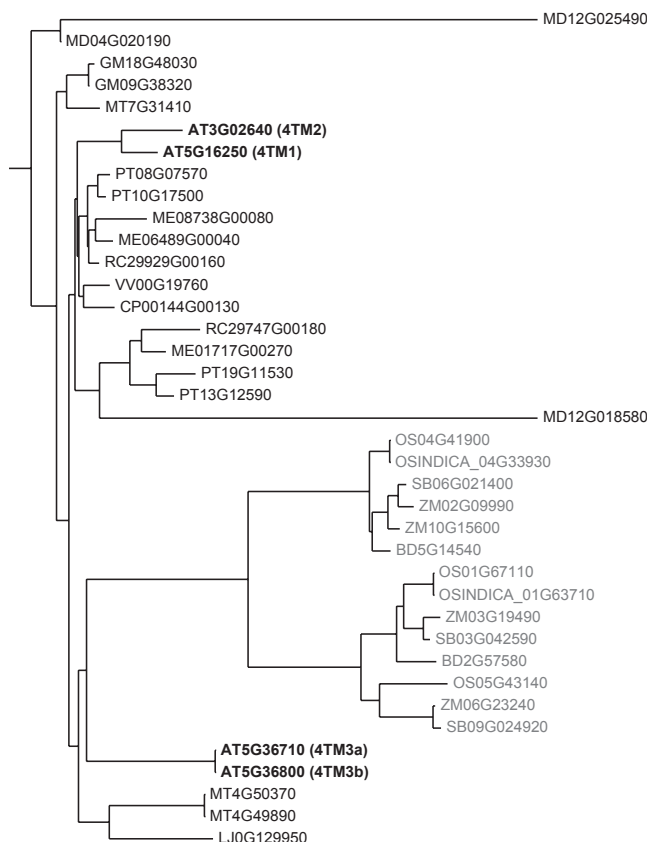 MD12G025490
MD04G020190
GM18G48030
GM09G38320
MT7G31410
AT3G02640 (4TM2)
AT5G16250 (4TM1)
PT08G07570
PT10G17500
ME08738G00080
ME06489G00040
RC29929G00160
VV00G19760
CP00144G00130
RC29747G00180
ME01717G00270
PT19G11530
PT13G12590
MD12G018580
OS04G41900
OSINDICA_04G33930
SB06G021400
ZM02G09990
ZM10G15600
BD5G14540
OS01G67110
OSINDICA_01G63710
ZM03G19490
SB03G042590
BD2G57580
OS05G43140
ZM06G23240
SB09G024920
AT5G36710 (4TM3a)
AT5G36800 (4TM3b)
MT4G50370
MT4G49890
LJ0G129950